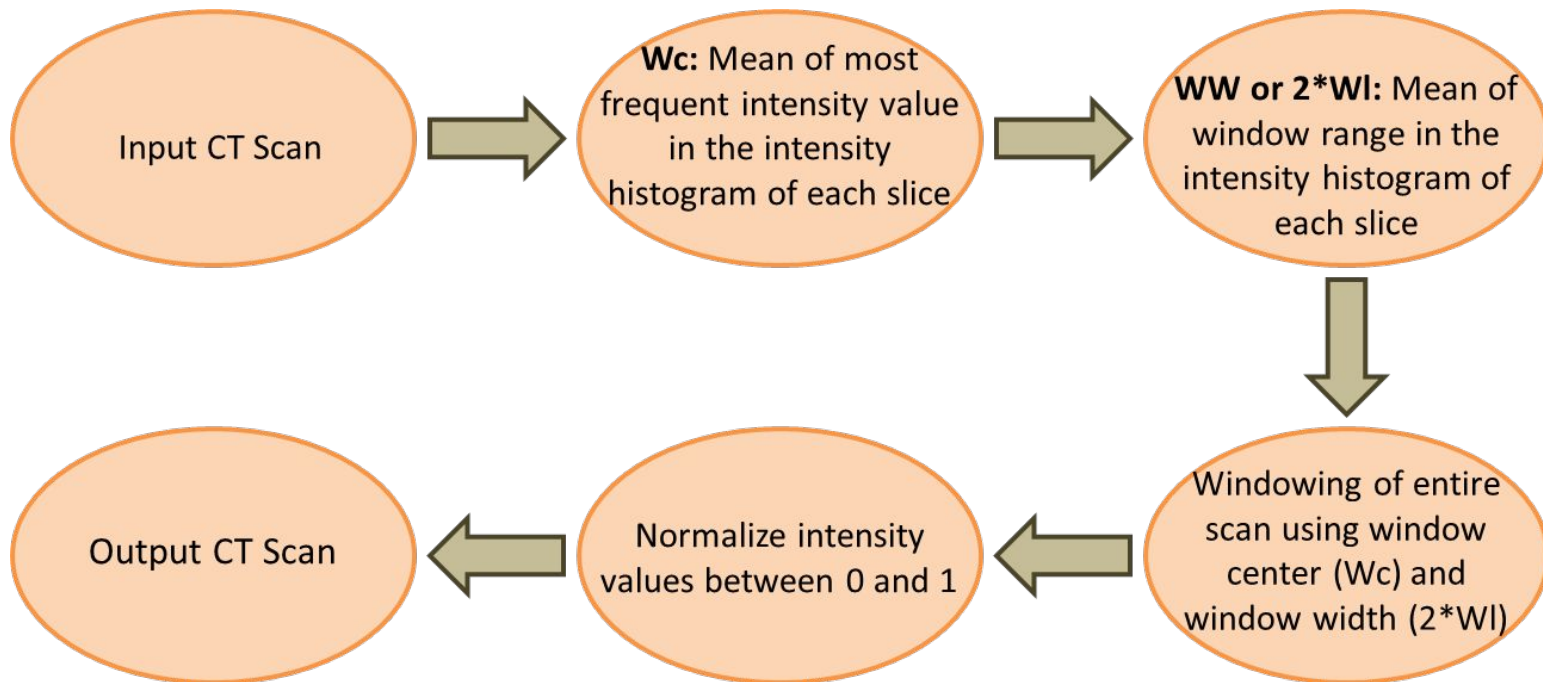 Input CT Scan
Wc: Mean of most
frequent intensity value
in the intensity
histogram of each slice
WW or 2*Wl: Mean of
window range in the
intensity histogram of
each slice
Windowing of entire
scan using window
center (Wc) and
window width (2*Wl)
Normalize intensity
values between 0 and 1
Output CT Scan